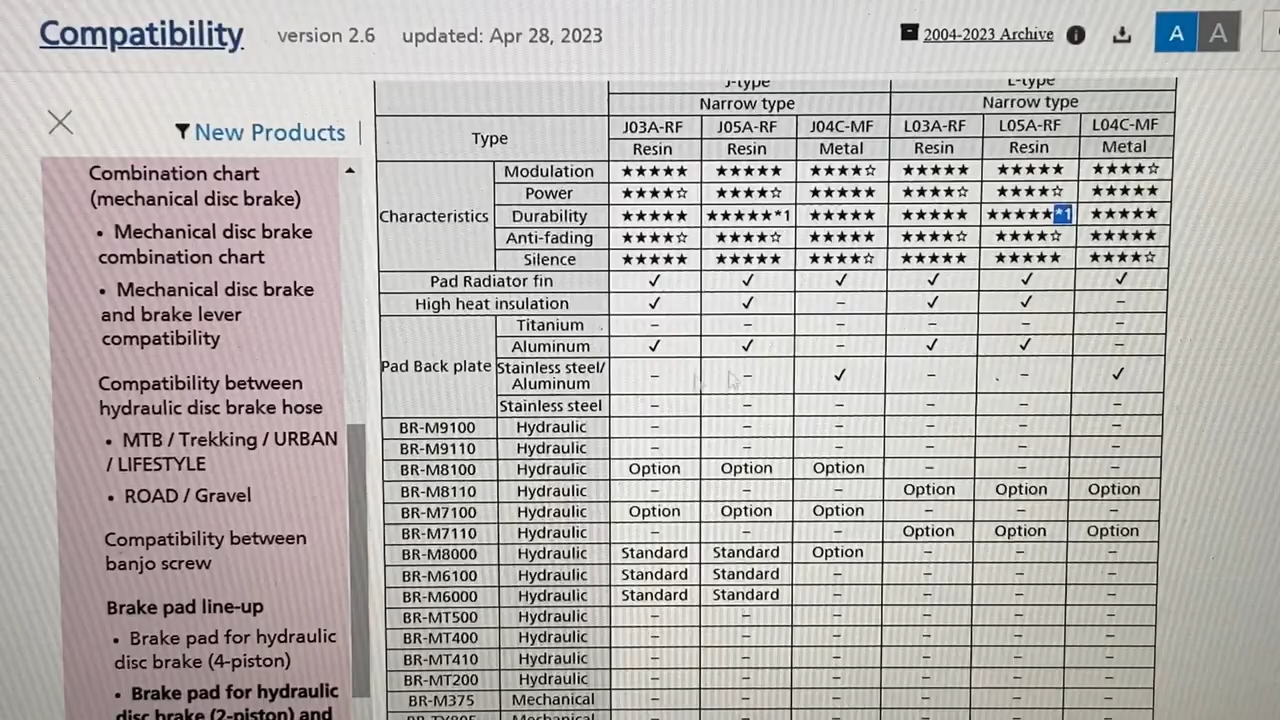 Compatibility version 2.6 updated: Apr 28, 2023 2004-2023 Archive i A A
New Products
Combination chart
(mechanical disc brake)
• Mechanical disc brake
combination chart
• Mechanical disc brake
and brake lever
compatibility
Compatibility between
hydraulic disc brake hose
• MTB / Trekking / URBAN
/ LIFESTYLE
• ROAD / Gravel
Compatibility between
banjo screw
Brake pad line-up
• Brake pad for hydraulic
disc brake (4-piston)
• Brake pad for hydraulic
disc brake (2-piston) and
J-type L-type
Narrow type Narrow type
Type J03A-RF J05A-RF J04C-MF L03A-RF L05A-RF L04C-MF
Resin Resin Metal Resin Resin Metal
Characteristics Modulation ★★★★★ ★★★★★ ★★★★☆ ★★★★★ ★★★★★ ★★★★☆
Power ★★★★☆ ★★★★☆ ★★★★★ ★★★★☆ ★★★★☆ ★★★★★
Durability ★★★★★ ★★★★★*1 ★★★★★ ★★★★★ ★★★★★*1 ★★★★★
Anti-fading ★★★★☆ ★★★★☆ ★★★★★ ★★★★☆ ★★★★☆ ★★★★★
Silence ★★★★★ ★★★★★ ★★★★☆ ★★★★★ ★★★★★ ★★★★☆
Pad Radiator fin ✓ ✓ ✓ ✓ ✓ ✓
High heat insulation ✓ ✓ – ✓ ✓ –
Pad Back plate Titanium – – – – – –
Aluminum ✓ ✓ – ✓ ✓ –
Stainless steel/
Aluminum – – ✓ – – ✓
Stainless steel – – – – – –
BR-M9100 Hydraulic – – – – – –
BR-M9110 Hydraulic – – – – – –
BR-M8100 Hydraulic Option Option Option – – –
BR-M8110 Hydraulic – – – Option Option Option
BR-M7100 Hydraulic Option Option Option – – –
BR-M7110 Hydraulic – – – Option Option Option
BR-M8000 Hydraulic Standard Standard Option – – –
BR-M6100 Hydraulic Standard Standard – – – –
BR-M6000 Hydraulic Standard Standard – – – –
BR-MT500 Hydraulic – – – – – –
BR-MT400 Hydraulic – – – – – –
BR-MT410 Hydraulic – – – – – –
BR-MT200 Hydraulic – – – – – –
BR-M375 Mechanical – – – – – –
Mechanical